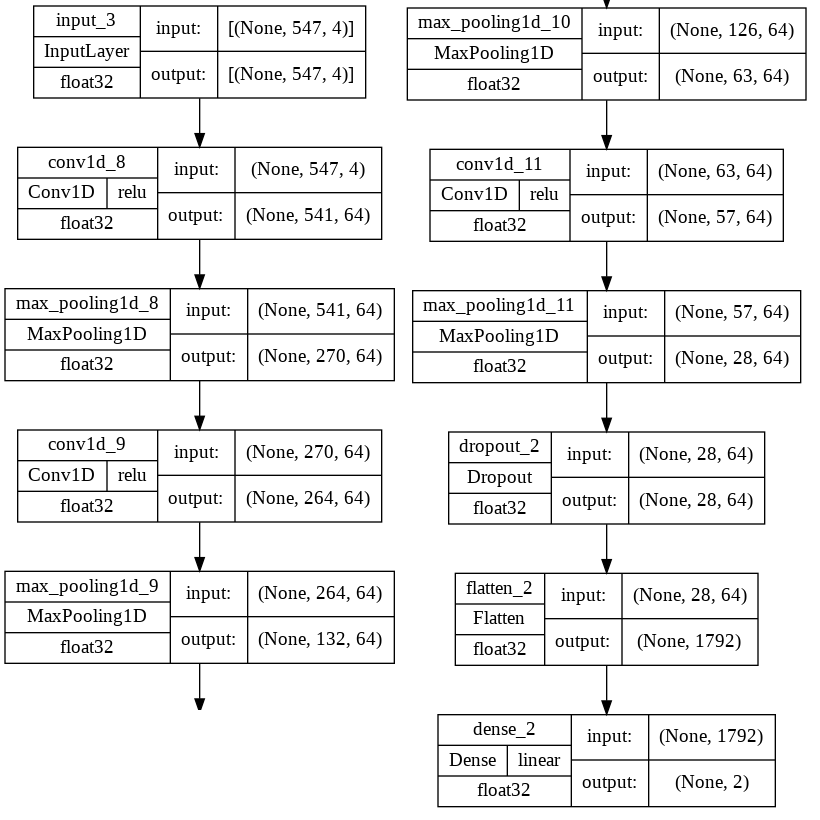 input_3
InputLayer
float32
input:
[(None, 547, 4)]
output:
[(None, 547, 4)]
conv1d_8
Conv1D relu
float32
input:
(None, 547, 4)
output:
(None, 541, 64)
max_pooling1d_8
MaxPooling1D
float32
input:
(None, 541, 64)
output:
(None, 270, 64)
conv1d_9
Conv1D relu
float32
input:
(None, 270, 64)
output:
(None, 264, 64)
max_pooling1d_9
MaxPooling1D
float32
input:
(None, 264, 64)
output:
(None, 132, 64)
max_pooling1d_10
MaxPooling1D
float32
input:
(None, 126, 64)
output:
(None, 63, 64)
conv1d_11
Conv1D relu
float32
input:
(None, 63, 64)
output:
(None, 57, 64)
max_pooling1d_11
MaxPooling1D
float32
input:
(None, 57, 64)
output:
(None, 28, 64)
dropout_2
Dropout
float32
input:
(None, 28, 64)
output:
(None, 28, 64)
flatten_2
Flatten
float32
input:
(None, 28, 64)
output:
(None, 1792)
dense_2
Dense linear
float32
input:
(None, 1792)
output:
(None, 2)